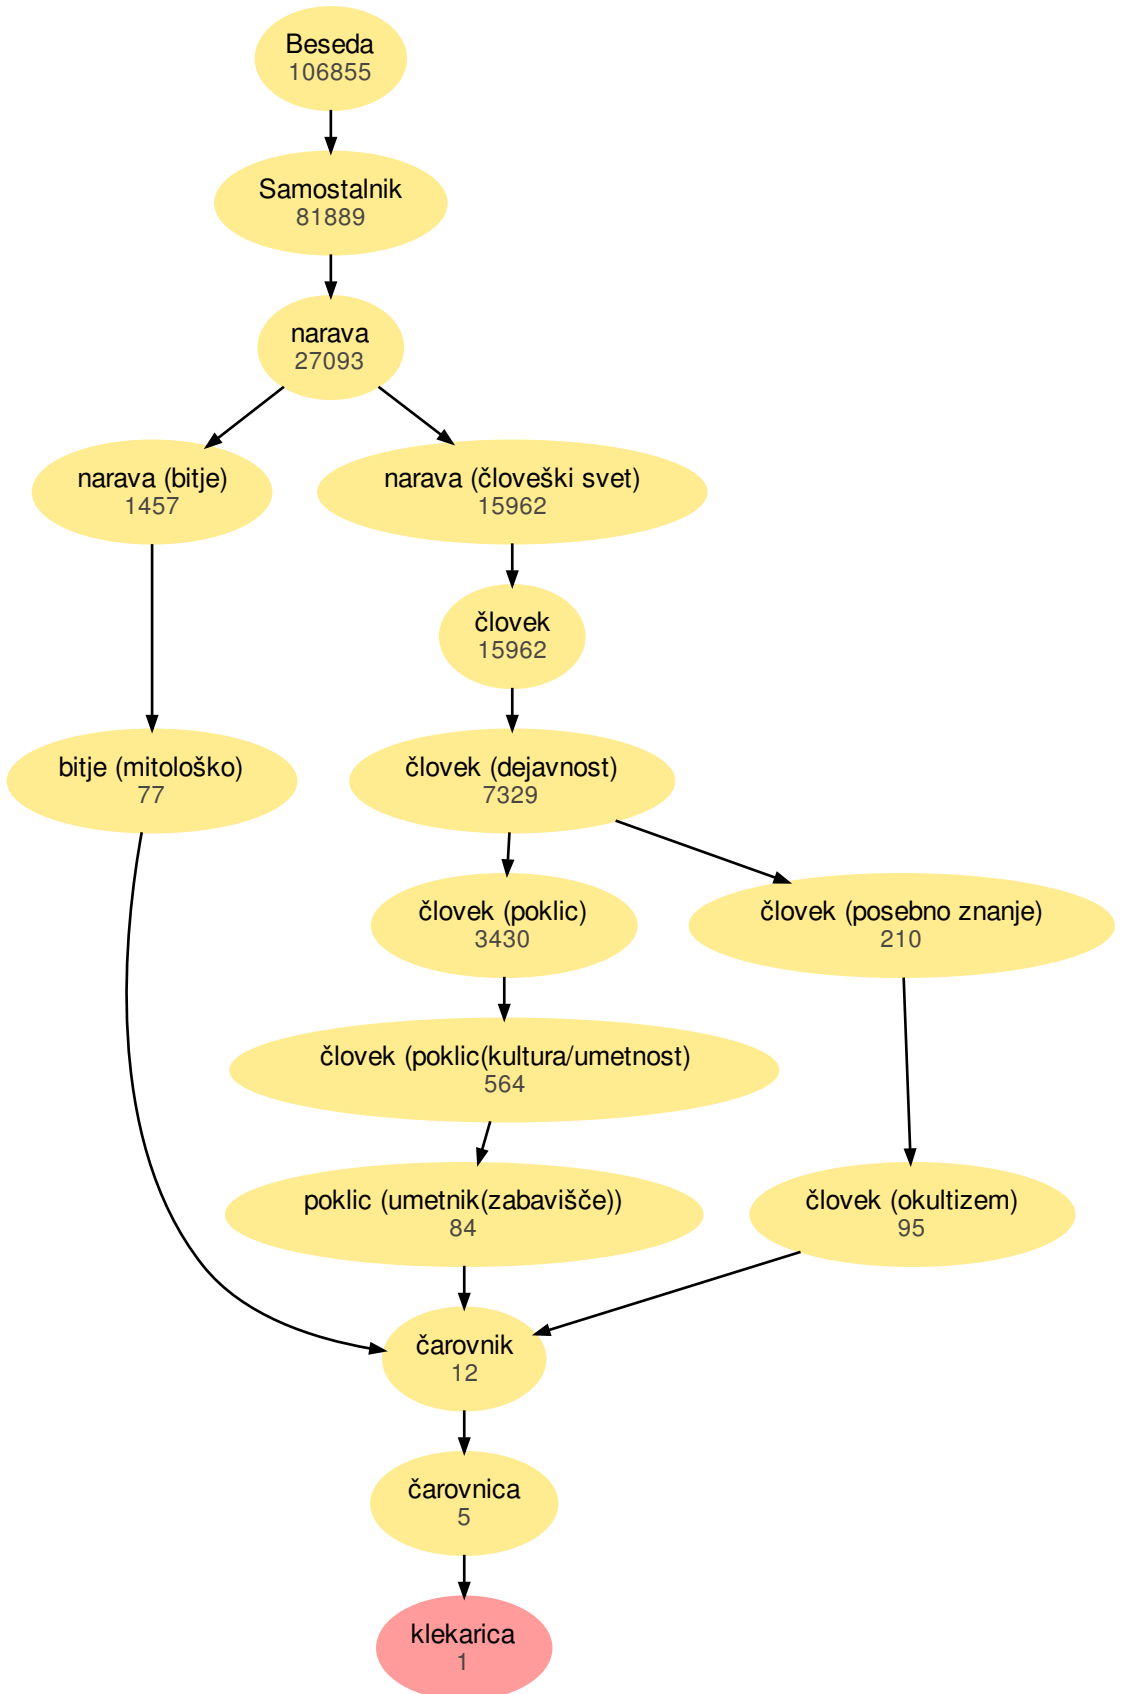 Beseda
106855
Samostalnik
81889
narava
27093
narava (bitje)
1457
narava (človeški svet)
15962
človek
15962
bitje (mitološko)
77
človek (dejavnost)
7329
človek (poklic)
3430
človek (posebno znanje)
210
človek (poklic(kultura/umetnost)
564
poklic (umetnik(zabavišče))
84
človek (okultizem)
95
čarovnik
12
čarovnica
5
klekarica
1